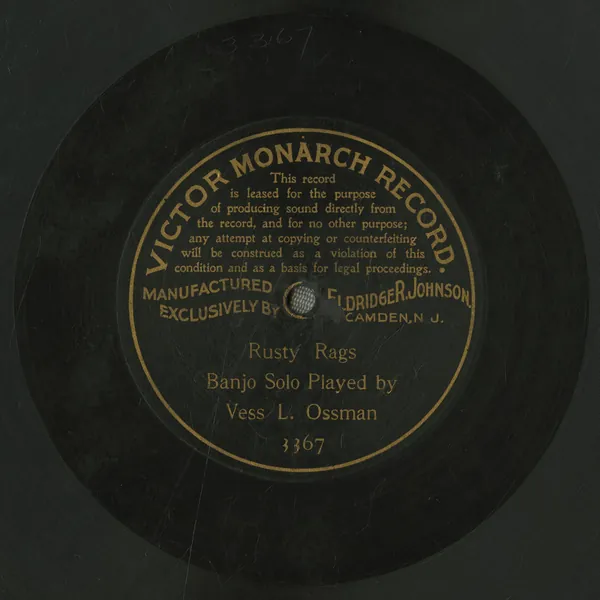 3367
VICTOR MONARCH RECORD.
This record
is leased for the purpose
of producing sound directly from
the record, and for no other purpose;
any attempt at copying or counterfeiting
will be construed as a violation of this
condition and as a basis for legal proceedings.
MANUFACTURED
EXCLUSIVELY BY
ELDRIDGE R. JOHNSON,
CAMDEN, N J.
Rusty Rags
Banjo Solo Played by
Vess L. Ossman
3367